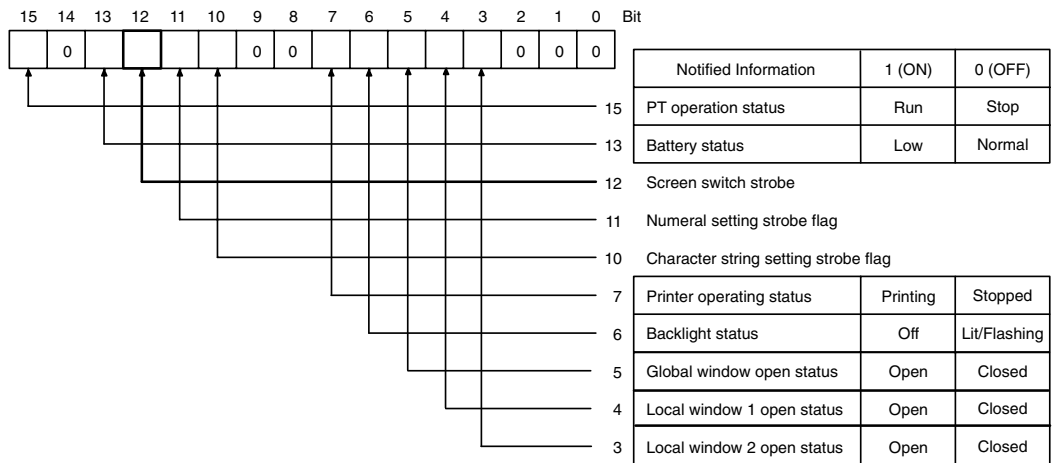 15 14 13 12 11 10 9 8 7 6 5 4 3 2 1 0 Bit
0 0 0 0 0 0
Notified Information 1 (ON) 0 (OFF)
15 PT operation status Run Stop
13 Battery status Low Normal
12 Screen switch strobe
11 Numeral setting strobe flag
10 Character string setting strobe flag
7 Printer operating status Printing Stopped
6 Backlight status Off Lit/Flashing
5 Global window open status Open Closed
4 Local window 1 open status Open Closed
3 Local window 2 open status Open Closed